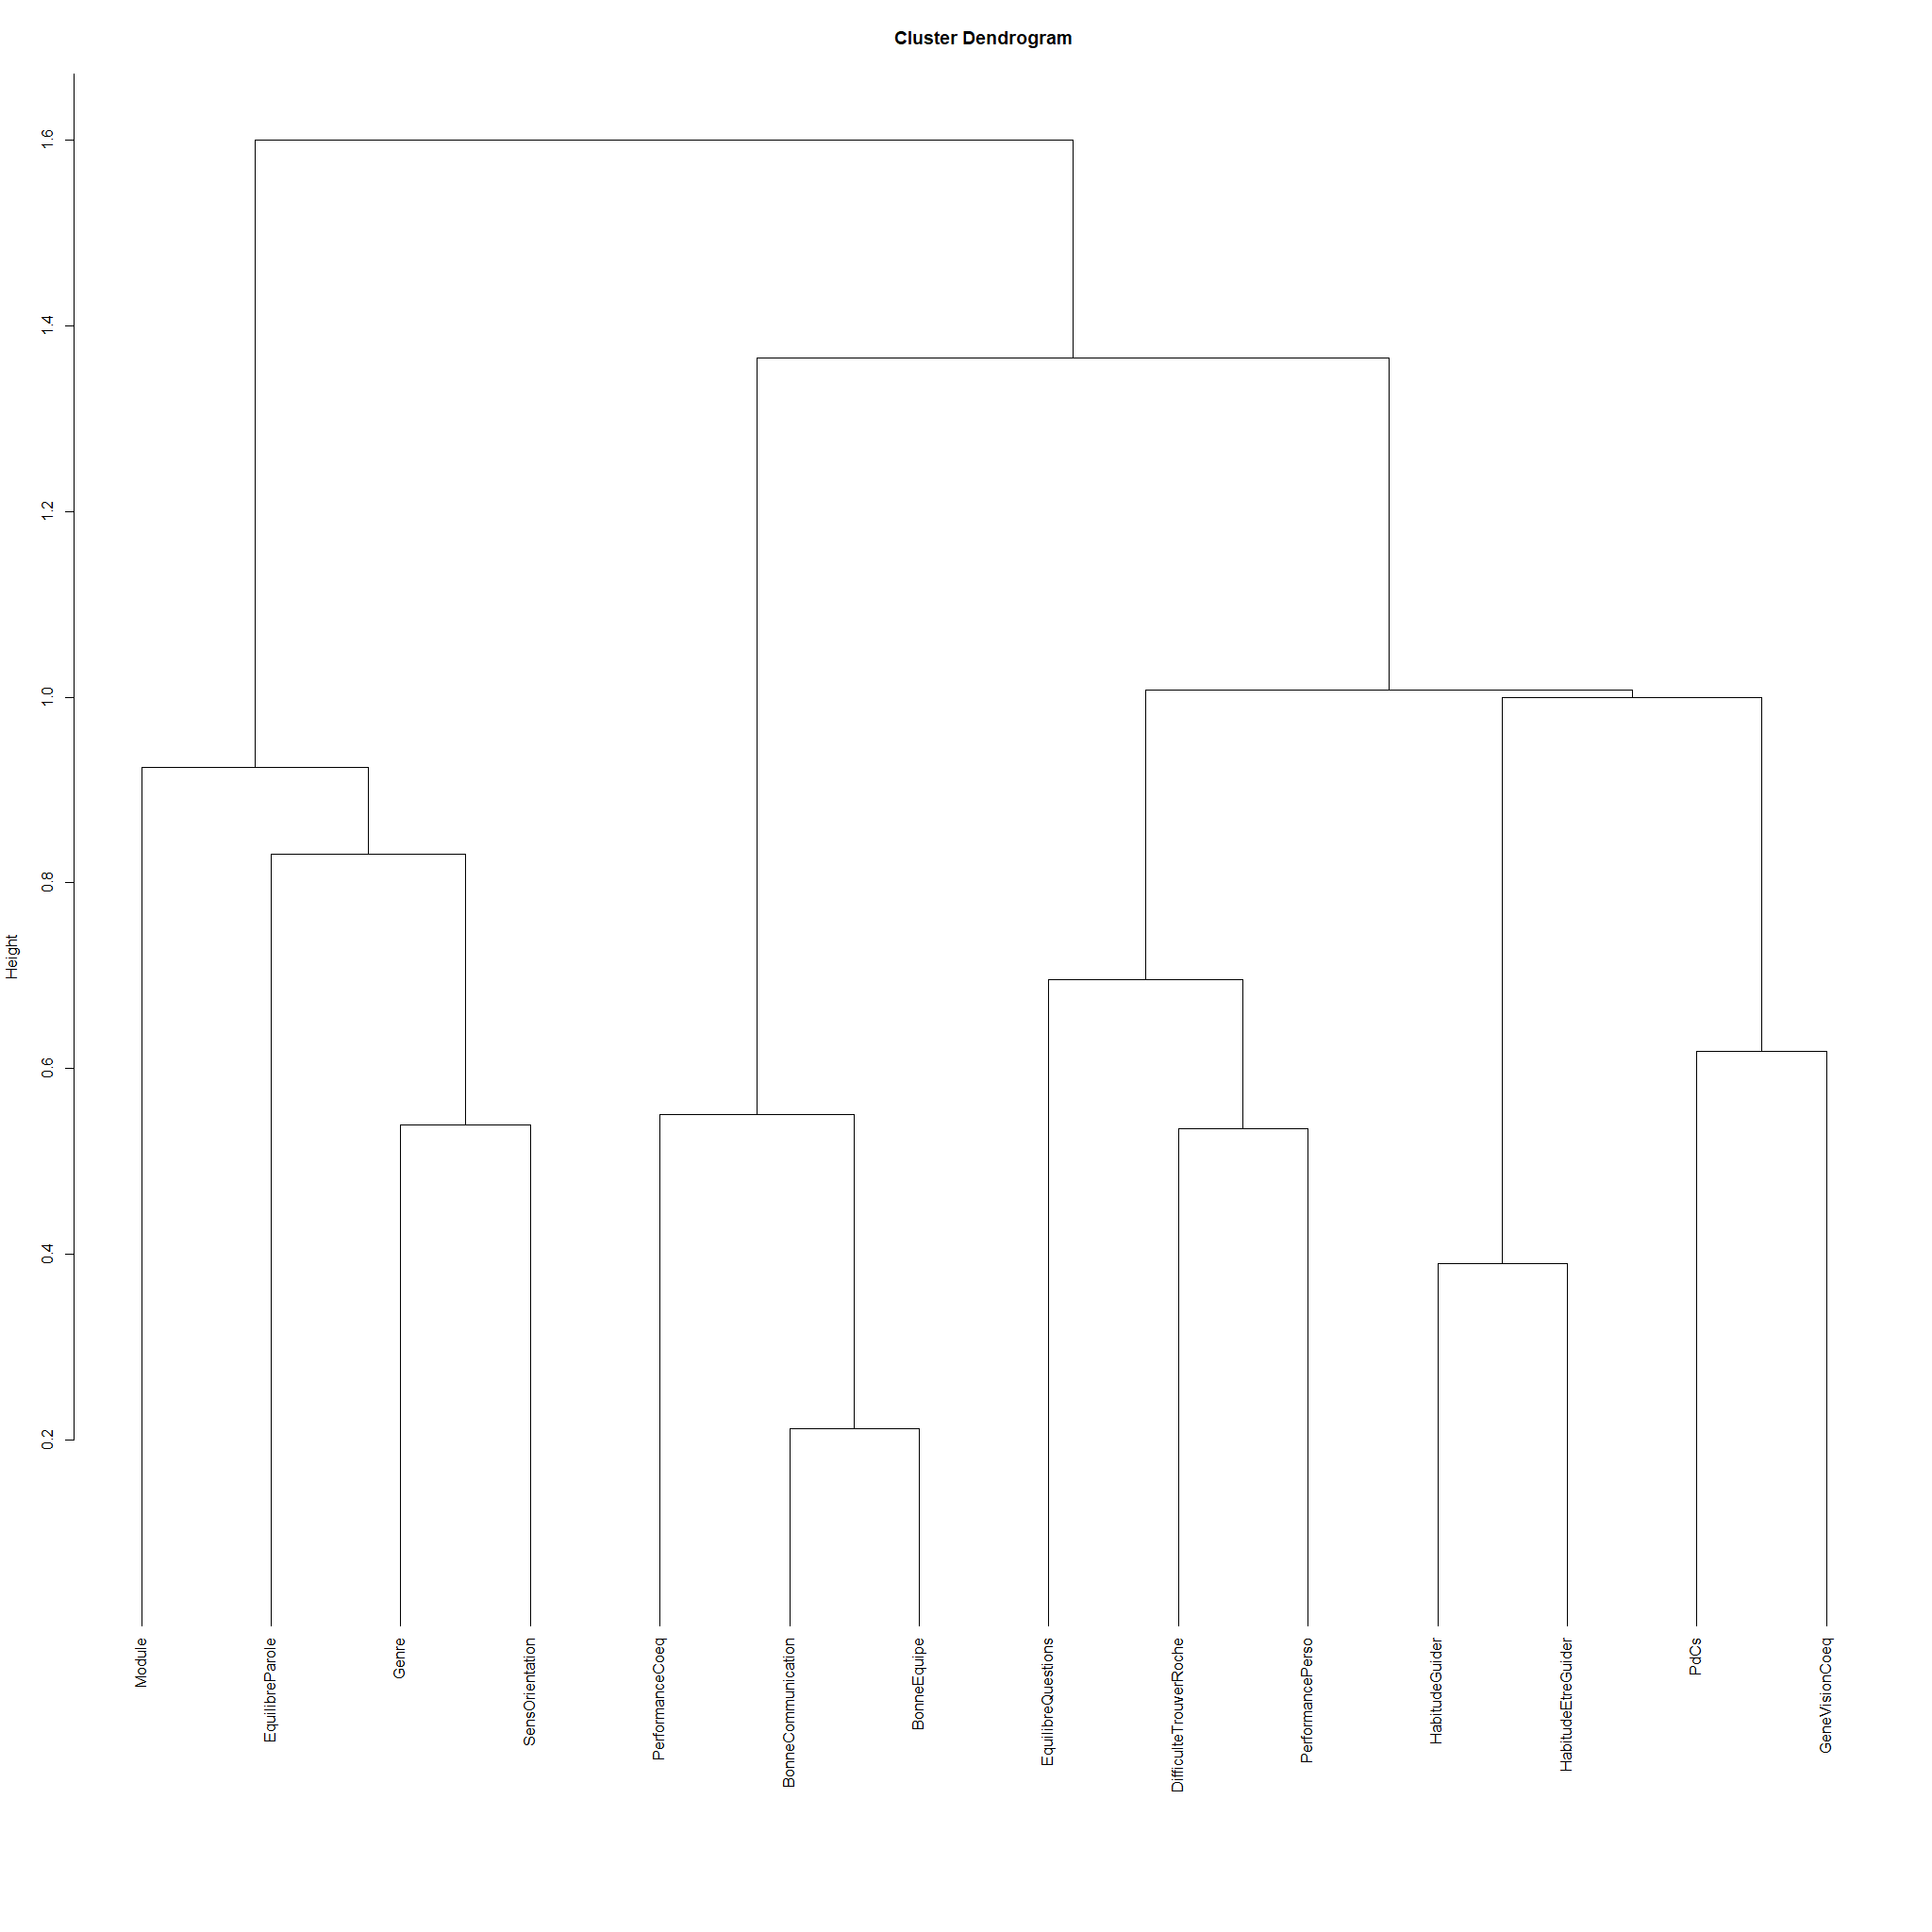 Cluster Dendrogram
Height
1.6
1.4
1.2
1.0
0.8
0.6
0.4
0.2
Module
EquilibreParole
Genre
SensOrientation
PerformanceCoeq
BonneCommunication
BonneEquipe
EquilibreQuestions
DifficulteTrouverRoche
PerformancePerso
HabitudeGuider
HabitudeEtreGuider
PdCs
GeneVisionCoeq